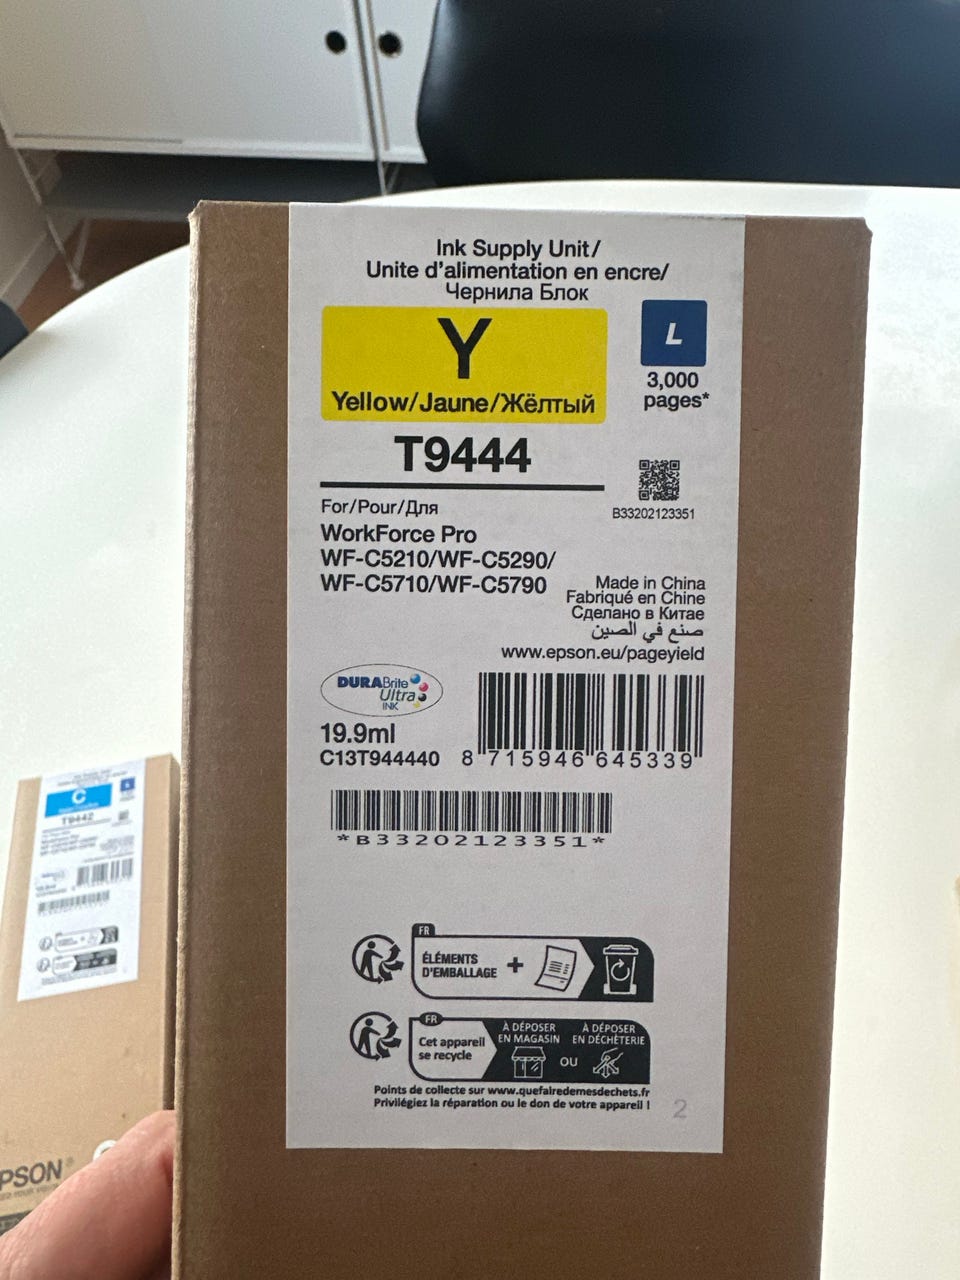 Ink Supply Unit/
Unite d'alimentation en encre/
Чернила Блок
Y
Yellow/Jaune/Жёлтый
L
3,000
pages*
T9444
B33202123351
For/Pour/Для
WorkForce Pro
WF-C5210/WF-C5290/
WF-C5710/WF-C5790
Made in China
Fabriqué en Chine
Сделано в Китае
صنع في الصين
www.epson.eu/pageyield
DURABrite
Ultra
INK
19.9ml
C13T944440
8 715946 645339
*B33202123351*
FR
ÉLÉMENTS
D'EMBALLAGE
+
FR
Cet appareil
se recycle
À DÉPOSER
EN MAGASIN
OU
À DÉPOSER
EN DÉCHÈTERIE
Points de collecte sur www.quefairedemesdechets.fr
Privilégiez la réparation ou le don de votre appareil !
2
C
T9442
L
PSON